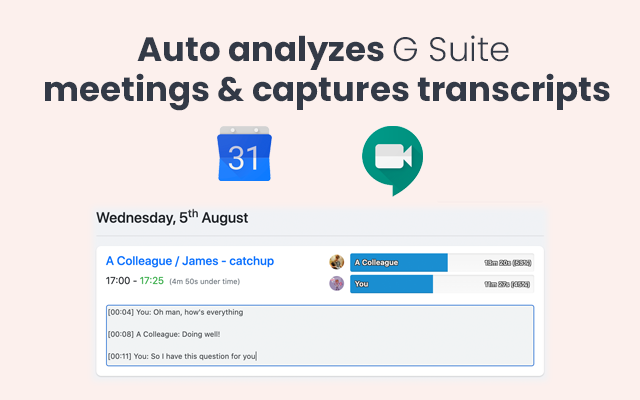 Auto analyzes G Suite
meetings & captures transcripts
31
Wednesday, 5th August
A Colleague / James - catchup
17:00 - 17:25 (4m 50s under time)
A Colleague 13m 20s (53%)
You 11m 27s (45%)
[00:04] You: Oh man, how's everything
[00:08] A Colleague: Doing well!
[00:11] You: So I have this question for you